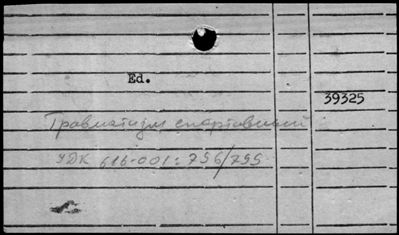 Ed.
39325
Травматизм спортивный
УДК 616-001:796/799